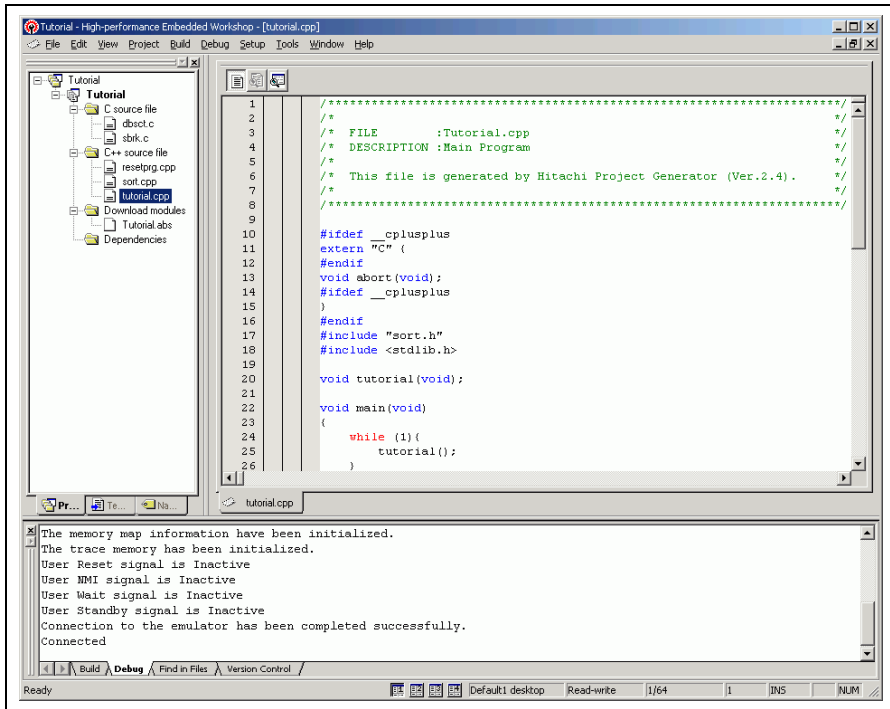 Tutorial - High-performance Embedded Workshop - [tutorial.cpp]
File Edit View Project Build Debug Setup Tools Window Help
Tutorial
Tutorial
C source file
dbsct.c
sbrk.c
C++ source file
resetprg.cpp
sort.cpp
tutorial.cpp
Download modules
Tutorial.abs
Dependencies
Pr... Te... Na...
1 /***********************************************************************/
2 /* */
3 /* FILE :Tutorial.cpp */
4 /* DESCRIPTION :Main Program */
5 /* */
6 /* This file is generated by Hitachi Project Generator (Ver.2.4). */
7 /* */
8 /***********************************************************************/
9
10 #ifdef __cplusplus
11 extern "C" {
12 #endif
13 void abort(void);
14 #ifdef __cplusplus
15 }
16 #endif
17 #include "sort.h"
18 #include <stdlib.h>
19
20 void tutorial(void);
21
22 void main(void)
23 {
24 while (1){
25 tutorial();
26 }
tutorial.cpp
The memory map information have been initialized.
The trace memory has been initialized.
User Reset signal is Inactive
User NMI signal is Inactive
User Wait signal is Inactive
User Standby signal is Inactive
Connection to the emulator has been completed successfully.
Connected
Build Debug Find in Files Version Control
Ready Default1 desktop Read-write 1/64 1 INS NUM